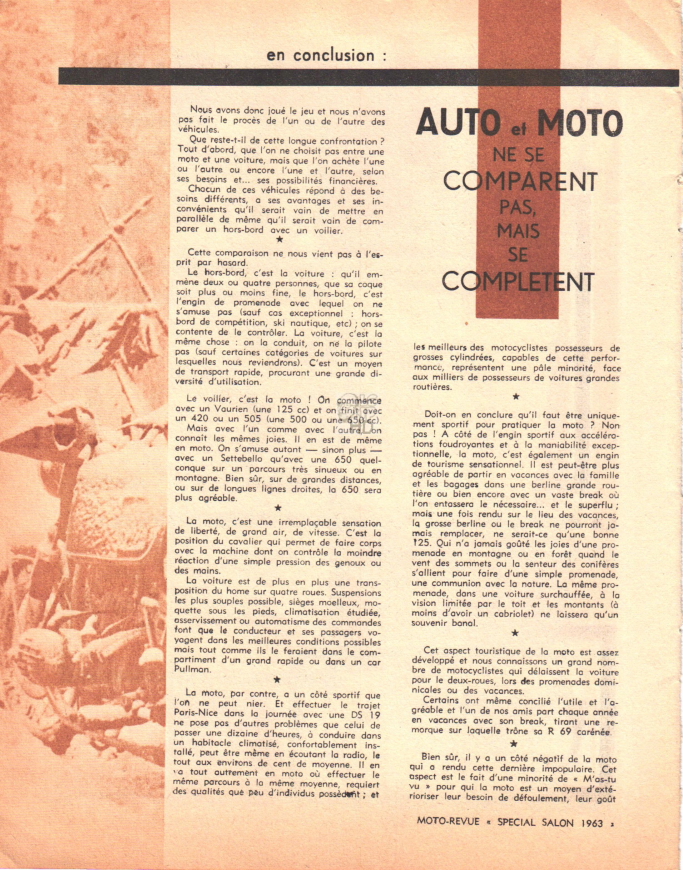 en conclusion :
Nous avons donc joué le jeu et nous n'avons
pas fait le procès de l'un ou de l'autre des
véhicules.
Que reste-t-il de cette longue confrontation ?
Tout d'abord, que l'on ne choisit pas entre une
moto et une voiture, mais que l'on achète l'une
ou l'autre ou encore l'une et l'autre, selon
ses besoins et... ses possibilités financières.
Chacun de ces véhicules répond à des be-
soins différents, a ses avantages et ses in-
convénients qu'il serait vain de mettre en
parallèle de même qu'il serait vain de com-
parer un hors-bord avec un voilier.
★
Cette comparaison ne nous vient pas à l'es-
prit par hasard.
Le hors-bord, c'est la voiture : qu'il em-
mène deux ou quatre personnes, que sa coque
soit plus ou moins fine, le hors-bord, c'est
l'engin de promenade avec lequel on ne
s'amuse pas (sauf cas exceptionnel : hors-
bord de compétition, ski nautique, etc) ; on se
contente de le contrôler. La voiture, c'est la
même chose : on la conduit, on ne la pilote
pas (sauf certaines catégories de voitures sur
lesquelles nous reviendrons). C'est un moyen
de transport rapide, procurant une grande di-
versité d'utilisation.
Le voilier, c'est la moto ! On commence
avec un Vaurien (une 125 cc) et on finit avec
un 420 ou un 505 (une 500 ou une 650 cc).
Mais avec l'un comme avec l'autre on
connaît les mêmes joies. Il en est de même
en moto. On s'amuse autant — sinon plus —
avec un Settebello qu'avec une 650 quel-
conque sur un parcours très sinueux ou en
montagne. Bien sûr, sur de grandes distances,
ou sur de longues lignes droites, la 650 sera
plus agréable.
★
La moto, c'est une irremplaçable sensation
de liberté, de grand air, de vitesse. C'est la
position du cavalier qui permet de faire corps
avec la machine dont on contrôle la moindre
réaction d'une simple pression des genoux ou
des mains.
La voiture est de plus en plus une trans-
position du home sur quatre roues. Suspensions
les plus souples possible, sièges moelleux, mo-
quette sous les pieds, climatisation étudiée,
asservissement ou automatisme des commandes
font que le conducteur et ses passagers vo-
yagent dans les meilleures conditions possibles
mais tout comme ils le feraient dans le com-
partiment d'un grand rapide ou dans un car
Pullman.
★
La moto, par contre, a un côté sportif que
l'on ne peut nier. Et effectuer le trajet
Paris-Nice dans la journée avec une DS 19
ne pose pas d'autres problèmes que celui de
passer une dizaine d'heures, à conduire dans
un habitacle climatisé, confortablement ins-
tallé, peut être même en écoutant la radio, le
tout aux environs de cent de moyenne. Il en
va tout autrement en moto où effectuer le
même parcours à la même moyenne, requiert
des qualités que peu d'individus possèdent ; et
AUTO et MOTO
NE SE
COMPARENT
PAS,
MAIS
SE
COMPLETENT
les meilleurs des motocyclistes possesseurs de
grosses cylindrées, capables de cette perfor-
mance, représentent une pâle minorité, face
aux milliers de possesseurs de voitures grandes
routières.
★
Doit-on en conclure qu'il faut être unique-
ment sportif pour pratiquer la moto ? Non
pas ! A côté de l'engin sportif aux accéléra-
tions foudroyantes et à la maniabilité excep-
tionnelle, la moto, c'est également un engin
de tourisme sensationnel. Il est peut-être plus
agréable de partir en vacances avec la famille
et les bagages dans une berline grande rou-
tière ou bien encore avec un vaste break où
l'on entassera le nécessaire... et le superflu ;
mais une fois rendu sur le lieu des vacances,
la grosse berline ou le break ne pourront ja-
mais remplacer, ne serait-ce qu'une bonne
125. Qui n'a jamais goûté les joies d'une pro-
menade en montagne ou en forêt quand le
vent des sommets ou la senteur des conifères
s'allient pour faire d'une simple promenade,
une communion avec la nature. La même pro-
menade, dans une voiture surchauffée, à la
vision limitée par le toit et les montants (à
moins d'avoir un cabriolet) ne laissera qu'un
souvenir banal.
★
Cet aspect touristique de la moto est assez
développé et nous connaissons un grand nom-
bre de motocyclistes qui délaissent la voiture
pour le deux-roues, lors des promenades domi-
nicales ou des vacances.
Certains ont même concilié l'utile et l'a-
gréable et l'un de nos amis part chaque année
en vacances avec son break, tirant une re-
morque sur laquelle trône sa R 69 carénée.
★
Bien sûr, il y a un côté négatif de la moto
qui a rendu cette dernière impopulaire. Cet
aspect est le fait d'une minorité de « M'as-tu
vu » pour qui la moto est un moyen d'exté-
rioriser leur besoin de défoulement, leur goût
MOTO-REVUE « SPECIAL SALON 1963 »